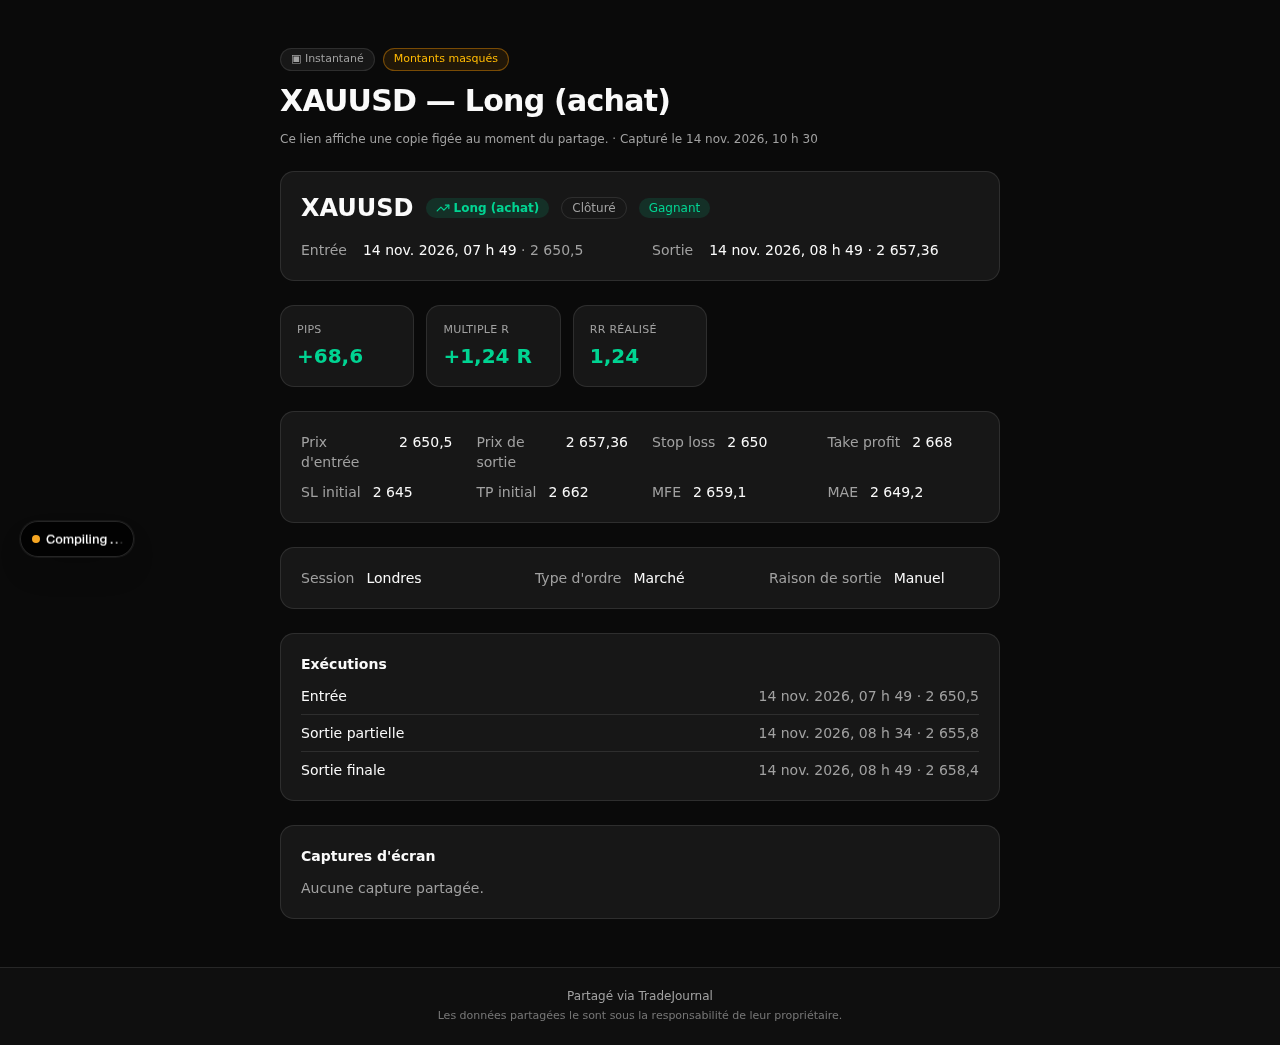 ▣ Instantané Montants masqués
XAUUSD — Long (achat)
Ce lien affiche une copie figée au moment du partage. · Capturé le 14 nov. 2026, 10 h 30
XAUUSD Long (achat) Clôturé Gagnant
Entrée 14 nov. 2026, 07 h 49 · 2 650,5 Sortie 14 nov. 2026, 08 h 49 · 2 657,36
PIPS MULTIPLE R RR RÉALISÉ
+68,6 +1,24 R 1,24
Prix d'entrée 2 650,5 Prix de sortie 2 657,36 Stop loss 2 650 Take profit 2 668
SL initial 2 645 TP initial 2 662 MFE 2 659,1 MAE 2 649,2
Compiling ...
Session Londres Type d'ordre Marché Raison de sortie Manuel
Exécutions
Entrée 14 nov. 2026, 07 h 49 · 2 650,5
Sortie partielle 14 nov. 2026, 08 h 34 · 2 655,8
Sortie finale 14 nov. 2026, 08 h 49 · 2 658,4
Captures d'écran
Aucune capture partagée.
Partagé via TradeJournal
Les données partagées le sont sous la responsabilité de leur propriétaire.